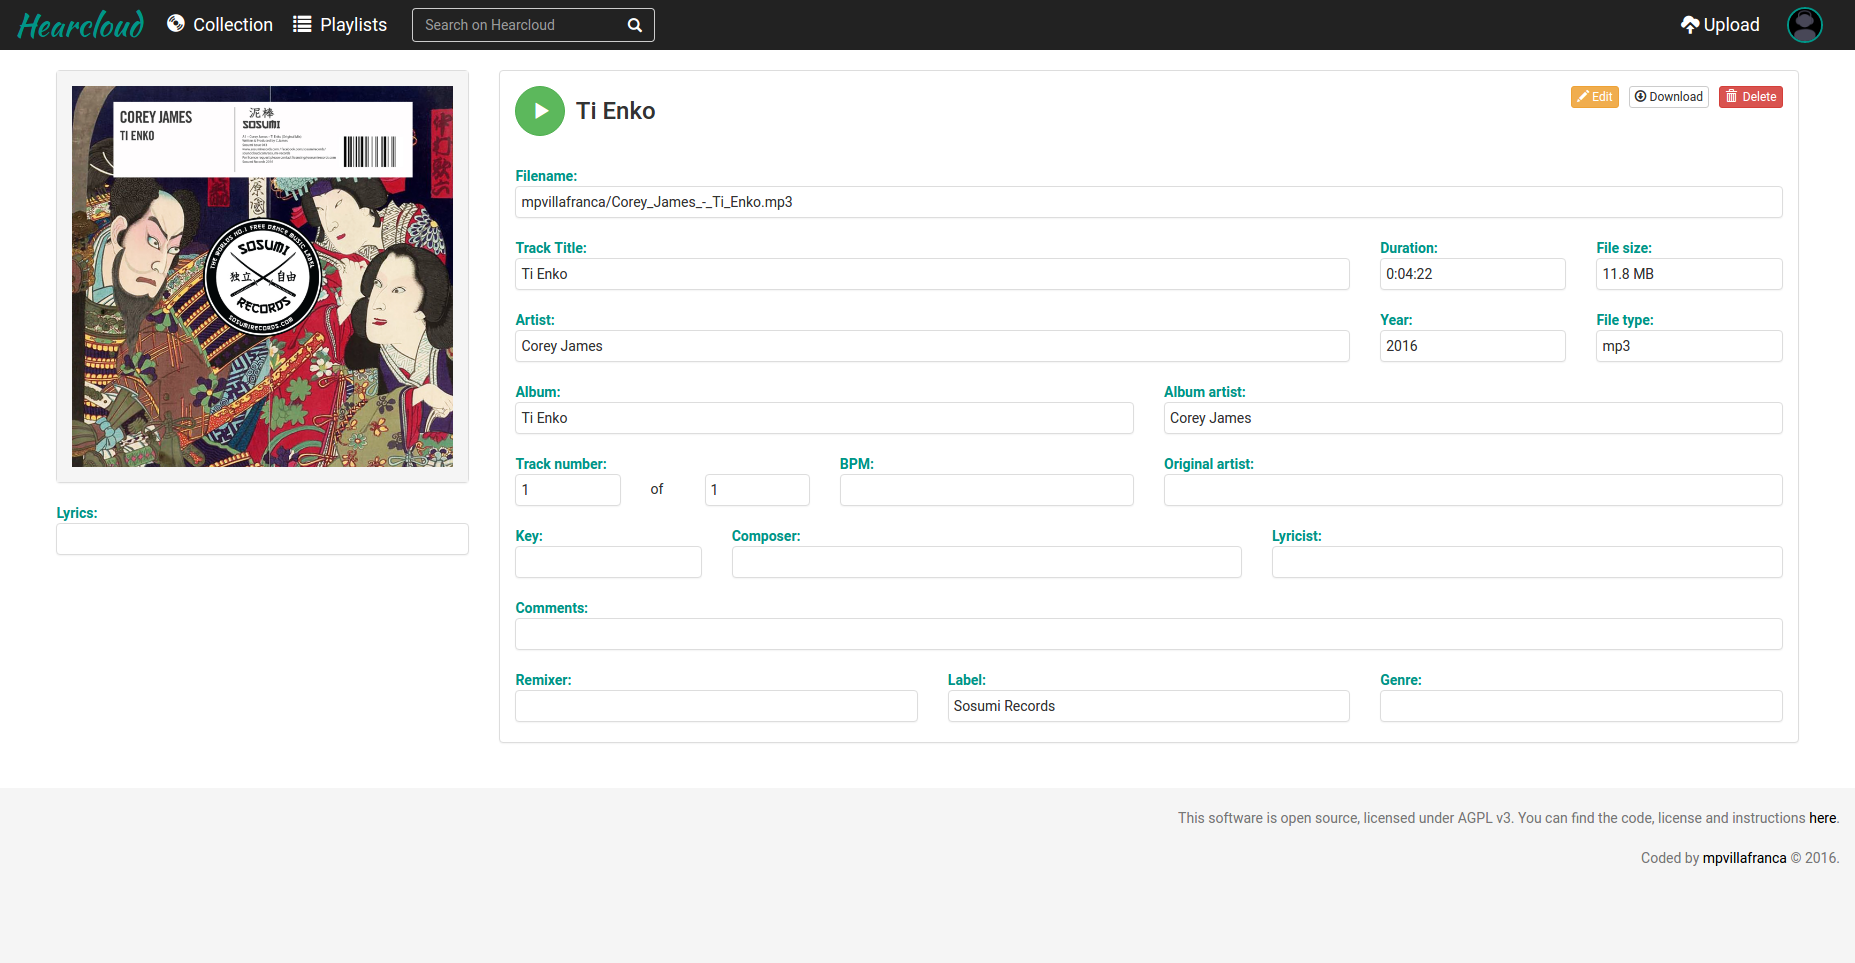 Hearcloud
Collection
Playlists
Search on Hearcloud
Upload
COREY JAMES
TI ENKO
泥棒
SOSUMI
THE WORLDS NO.1 FREE DANCE MUSIC LABEL
SOSUMI
独立
自由
RECORDS
SOSUMIRECORDS.COM
Lyrics:
Ti Enko
Edit
Download
Delete
Filename:
mpvillafranca/Corey_James_-_Ti_Enko.mp3
Track Title:
Duration:
File size:
Ti Enko
0:04:22
11.8 MB
Artist:
Year:
File type:
Corey James
2016
mp3
Album:
Album artist:
Ti Enko
Corey James
Track number:
BPM:
Original artist:
1 of 1
Key:
Composer:
Lyricist:
Comments:
Remixer:
Label:
Genre:
Sosumi Records
This software is open source, licensed under AGPL v3. You can find the code, license and instructions here.
Coded by mpvillafranca © 2016.